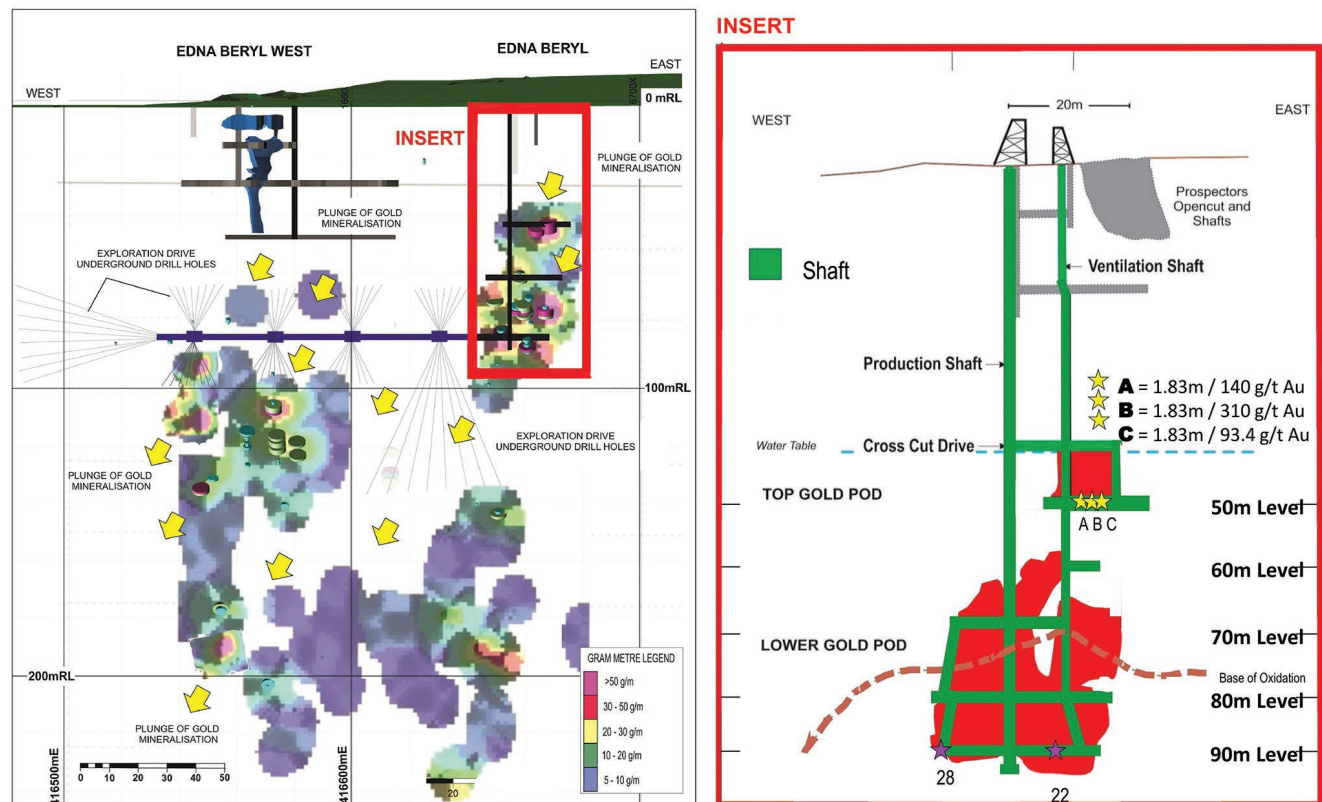 EDNA BERYL WEST
EDNA BERYL
EAST
WEST
0 mRL
1660
6700X
INSERT
PLUNGE OF GOLD
MINERALISATION
PLUNGE OF GOLD
MINERALISATION
EXPLORATION DRIVE
UNDERGROUND DRILL HOLES
100mRL
EXPLORATION DRIVE
UNDERGROUND DRILL HOLES
PLUNGE OF GOLD
MINERALISATION
200mRL
PLUNGE OF GOLD
MINERALISATION
GRAM METRE LEGEND
>50 g/m
30 - 50 g/m
20 - 30 g/m
10 - 20 g/m
5 - 10 g/m
416500mE
416600mE
0 10 20 30 40 50
20
INSERT
20m
WEST
EAST
Prospectors
Opencut and
Shafts
Shaft
Ventilation Shaft
Production Shaft
A = 1.83m / 140 g/t Au
B = 1.83m / 310 g/t Au
C = 1.83m / 93.4 g/t Au
Water Table
Cross Cut Drive
TOP GOLD POD
50m Level
A B C
60m Level
LOWER GOLD POD
70m Level
Base of Oxidation
80m Level
90m Level
28
22